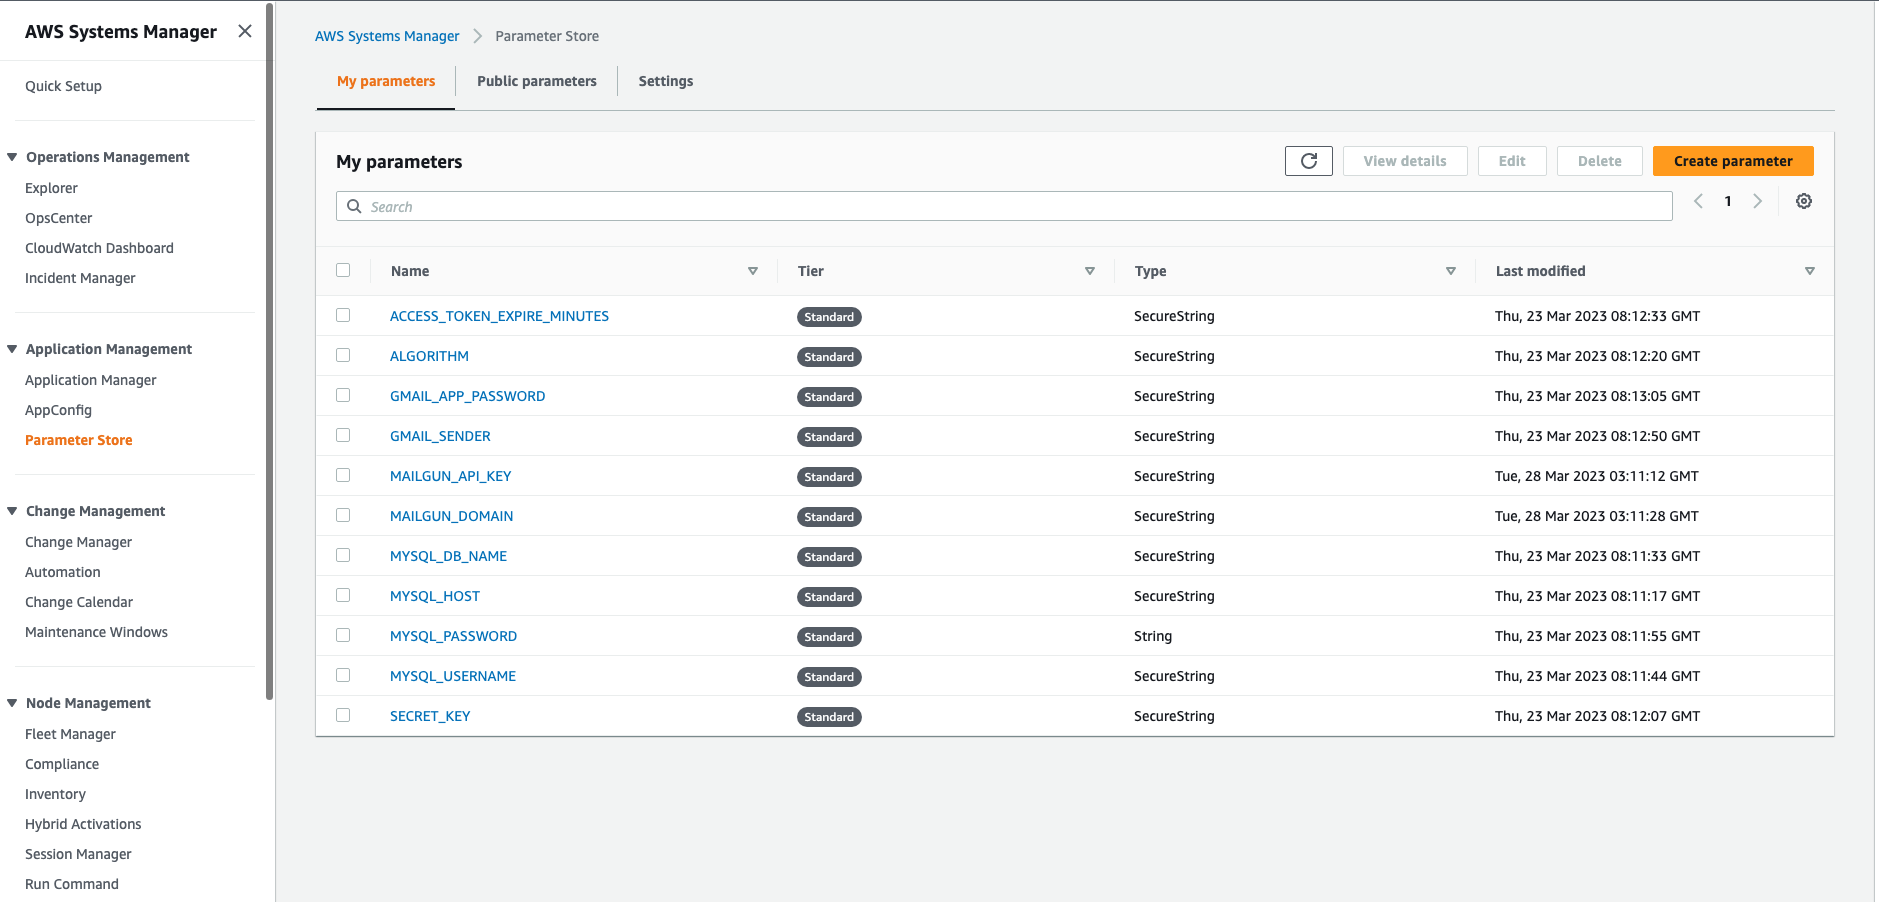 AWS Systems Manager
Quick Setup
Operations Management
Explorer
OpsCenter
CloudWatch Dashboard
Incident Manager
Application Management
Application Manager
AppConfig
Parameter Store
Change Management
Change Manager
Automation
Change Calendar
Maintenance Windows
Node Management
Fleet Manager
Compliance
Inventory
Hybrid Activations
Session Manager
Run Command
AWS Systems Manager Parameter Store
My parameters Public parameters Settings
My parameters View details Edit Delete Create parameter
Search 1
Name Tier Type Last modified
ACCESS_TOKEN_EXPIRE_MINUTES Standard SecureString Thu, 23 Mar 2023 08:12:33 GMT
ALGORITHM Standard SecureString Thu, 23 Mar 2023 08:12:20 GMT
GMAIL_APP_PASSWORD Standard SecureString Thu, 23 Mar 2023 08:13:05 GMT
GMAIL_SENDER Standard SecureString Thu, 23 Mar 2023 08:12:50 GMT
MAILGUN_API_KEY Standard SecureString Tue, 28 Mar 2023 03:11:12 GMT
MAILGUN_DOMAIN Standard SecureString Tue, 28 Mar 2023 03:11:28 GMT
MYSQL_DB_NAME Standard SecureString Thu, 23 Mar 2023 08:11:33 GMT
MYSQL_HOST Standard SecureString Thu, 23 Mar 2023 08:11:17 GMT
MYSQL_PASSWORD Standard String Thu, 23 Mar 2023 08:11:55 GMT
MYSQL_USERNAME Standard SecureString Thu, 23 Mar 2023 08:11:44 GMT
SECRET_KEY Standard SecureString Thu, 23 Mar 2023 08:12:07 GMT